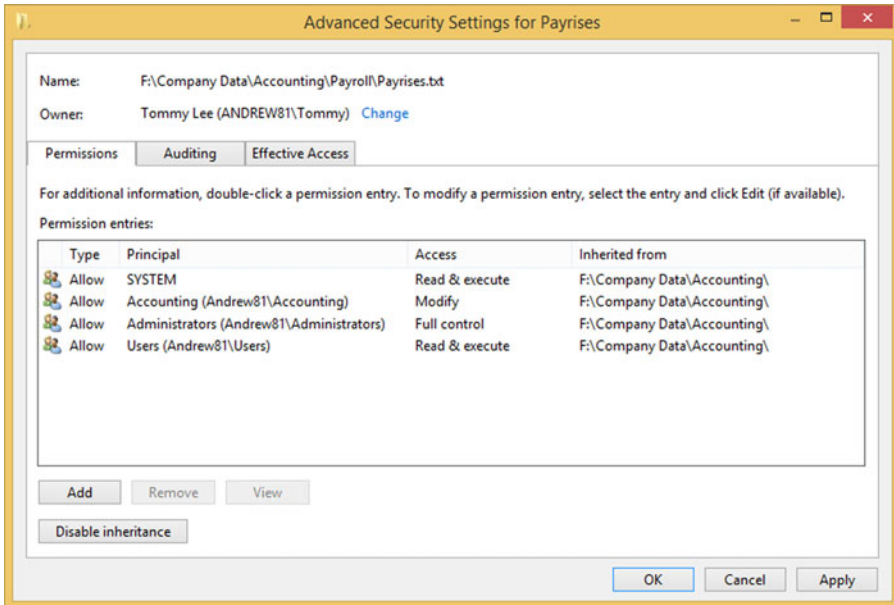 Advanced Security Settings for Payrises
Name: F:\Company Data\Accounting\Payroll\Payrises.txt
Owner: Tommy Lee (ANDREW81\Tommy) Change
Permissions Auditing Effective Access
For additional information, double-click a permission entry. To modify a permission entry, select the entry and click Edit (if available).
Permission entries:
Type Principal Access Inherited from
Allow SYSTEM Read & execute F:\Company Data\Accounting\
Allow Accounting (Andrew81\Accounting) Modify F:\Company Data\Accounting\
Allow Administrators (Andrew81\Administrators) Full control F:\Company Data\Accounting\
Allow Users (Andrew81\Users) Read & execute F:\Company Data\Accounting\
Add Remove View
Disable inheritance
OK Cancel Apply